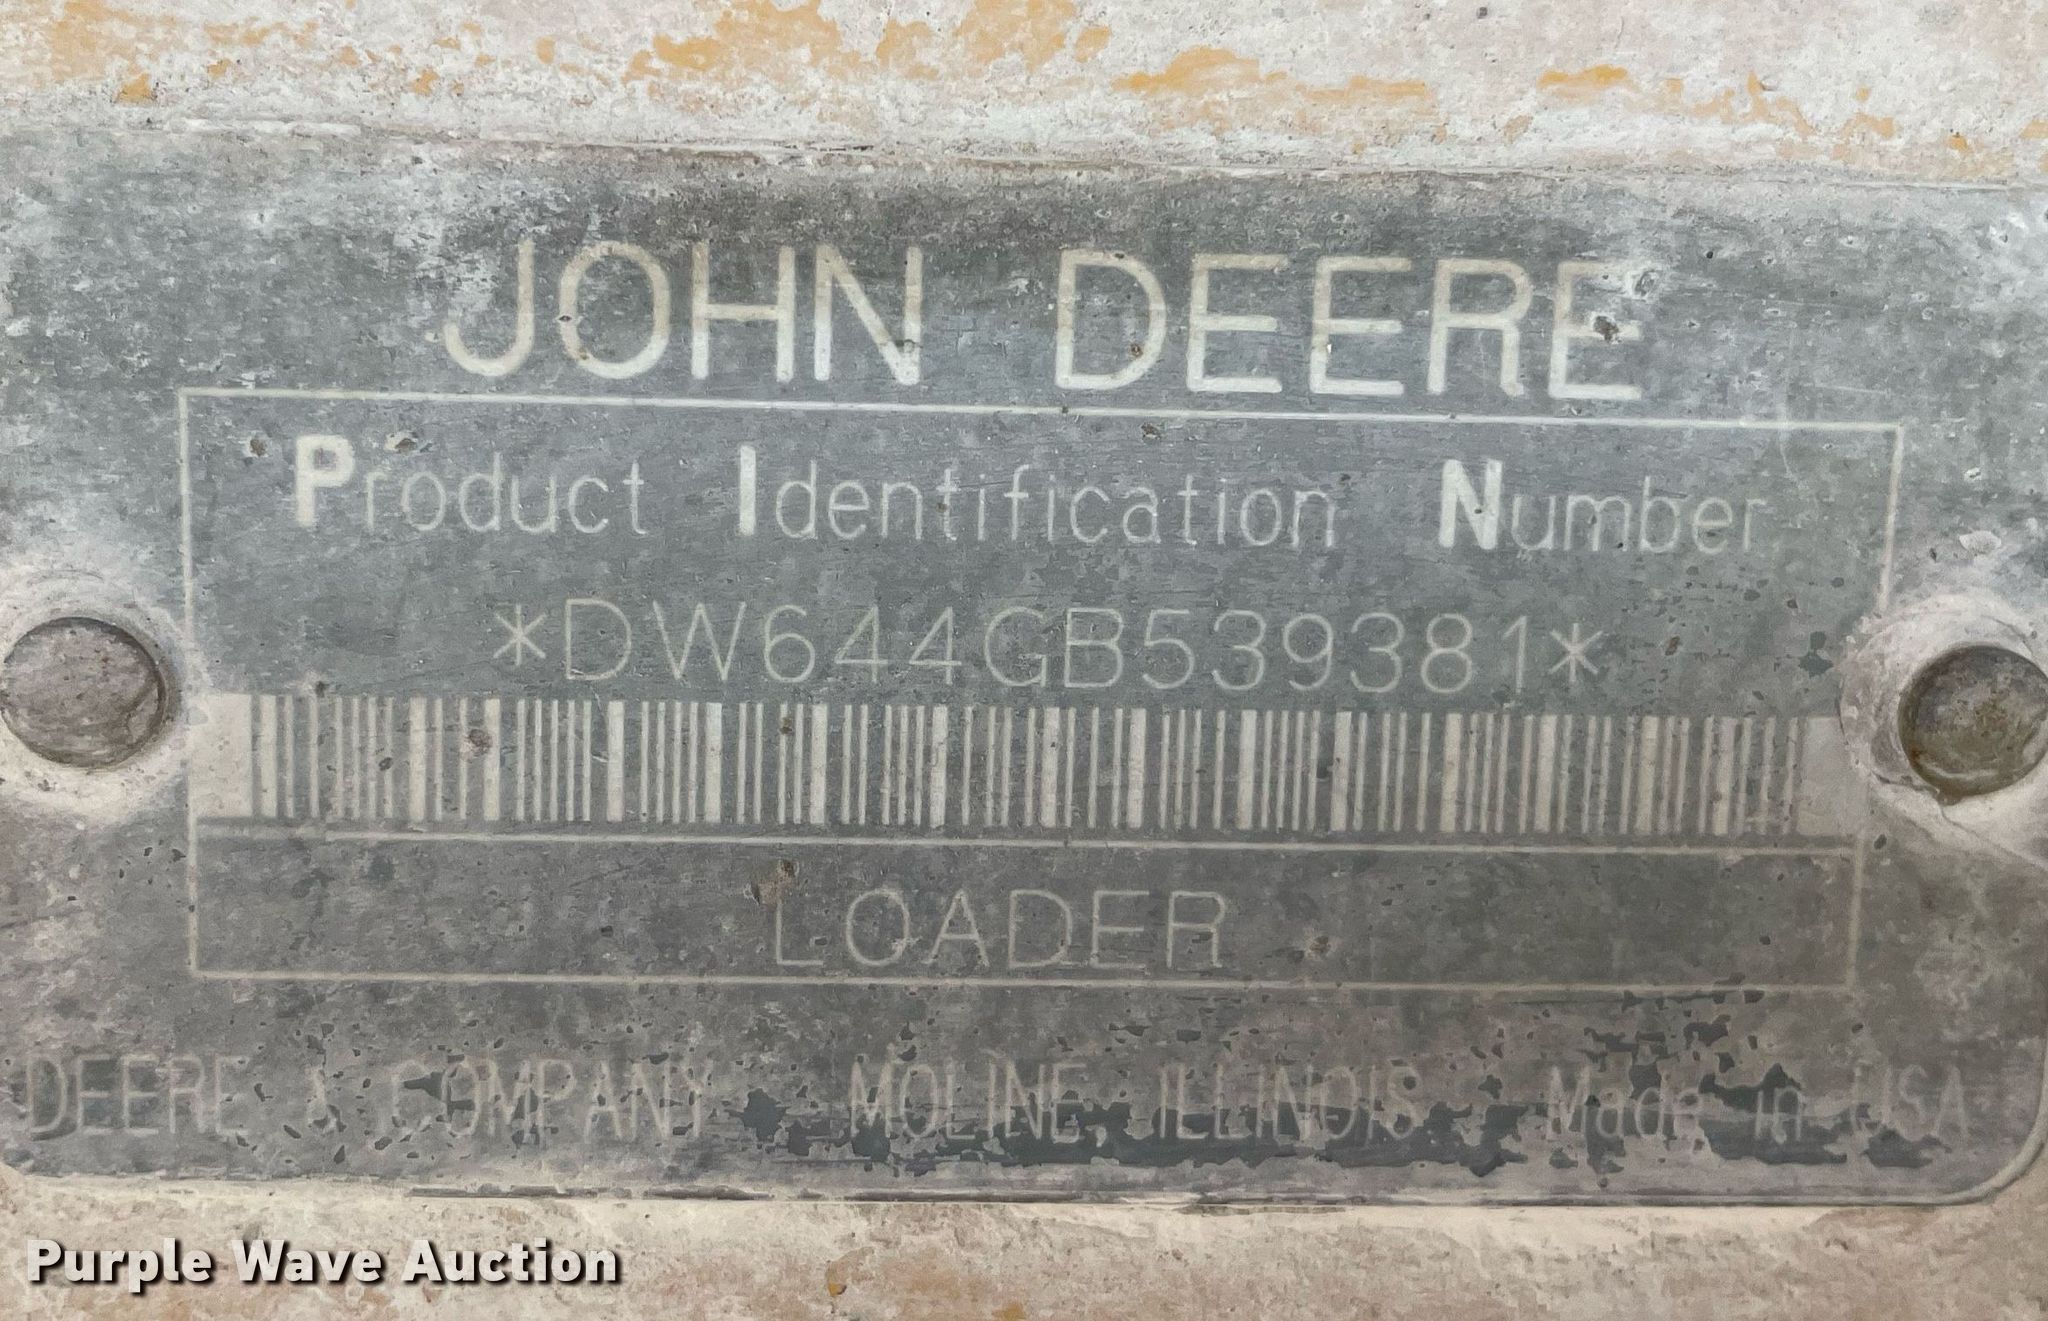 JOHN DEERE
Product Identification Number
*DW644GB539381*
LOADER
DEERE & COMPANY MOLINE, ILLINOIS Made in USA
Purple Wave Auction